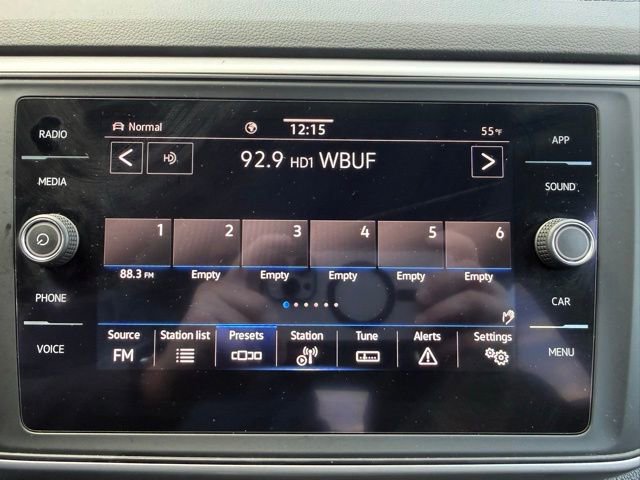 RADIO
MEDIA
PHONE
VOICE
Normal
12:15
55°F
HD
92.9 HD1 WBUF
1 2 3 4 5 6
88.3 FM Empty Empty Empty Empty Empty
Source Station list Presets Station Tune Alerts Settings
FM
APP
SOUND
CAR
MENU